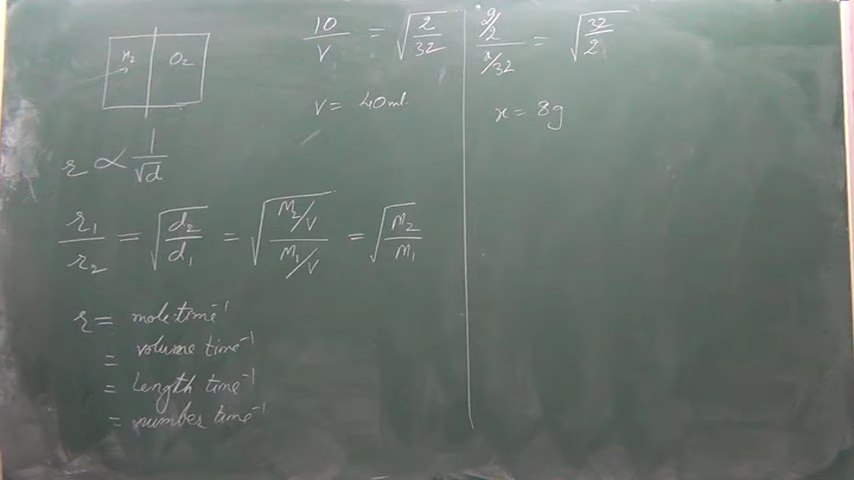 H₂ O₂
r ∝ 1/√d
r₁/r₂ = √(d₂/d₁) = √((M₂/V)/(M₁/V)) = √(M₂/M₁)
r = mole time⁻¹
= volume time⁻¹
= length time⁻¹
= number time⁻¹
10/V = √(2/32)
V = 40 ml.
(2/2)/(x/32) = √(32/2)
x = 8g